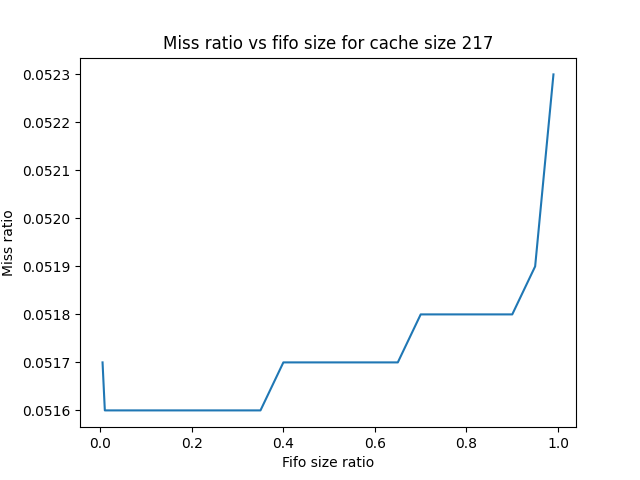 Miss ratio vs fifo size for cache size 217
0.0523
0.0522
0.0521
0.0520
0.0519
0.0518
0.0517
0.0516
Miss ratio
0.0 0.2 0.4 0.6 0.8 1.0
Fifo size ratio